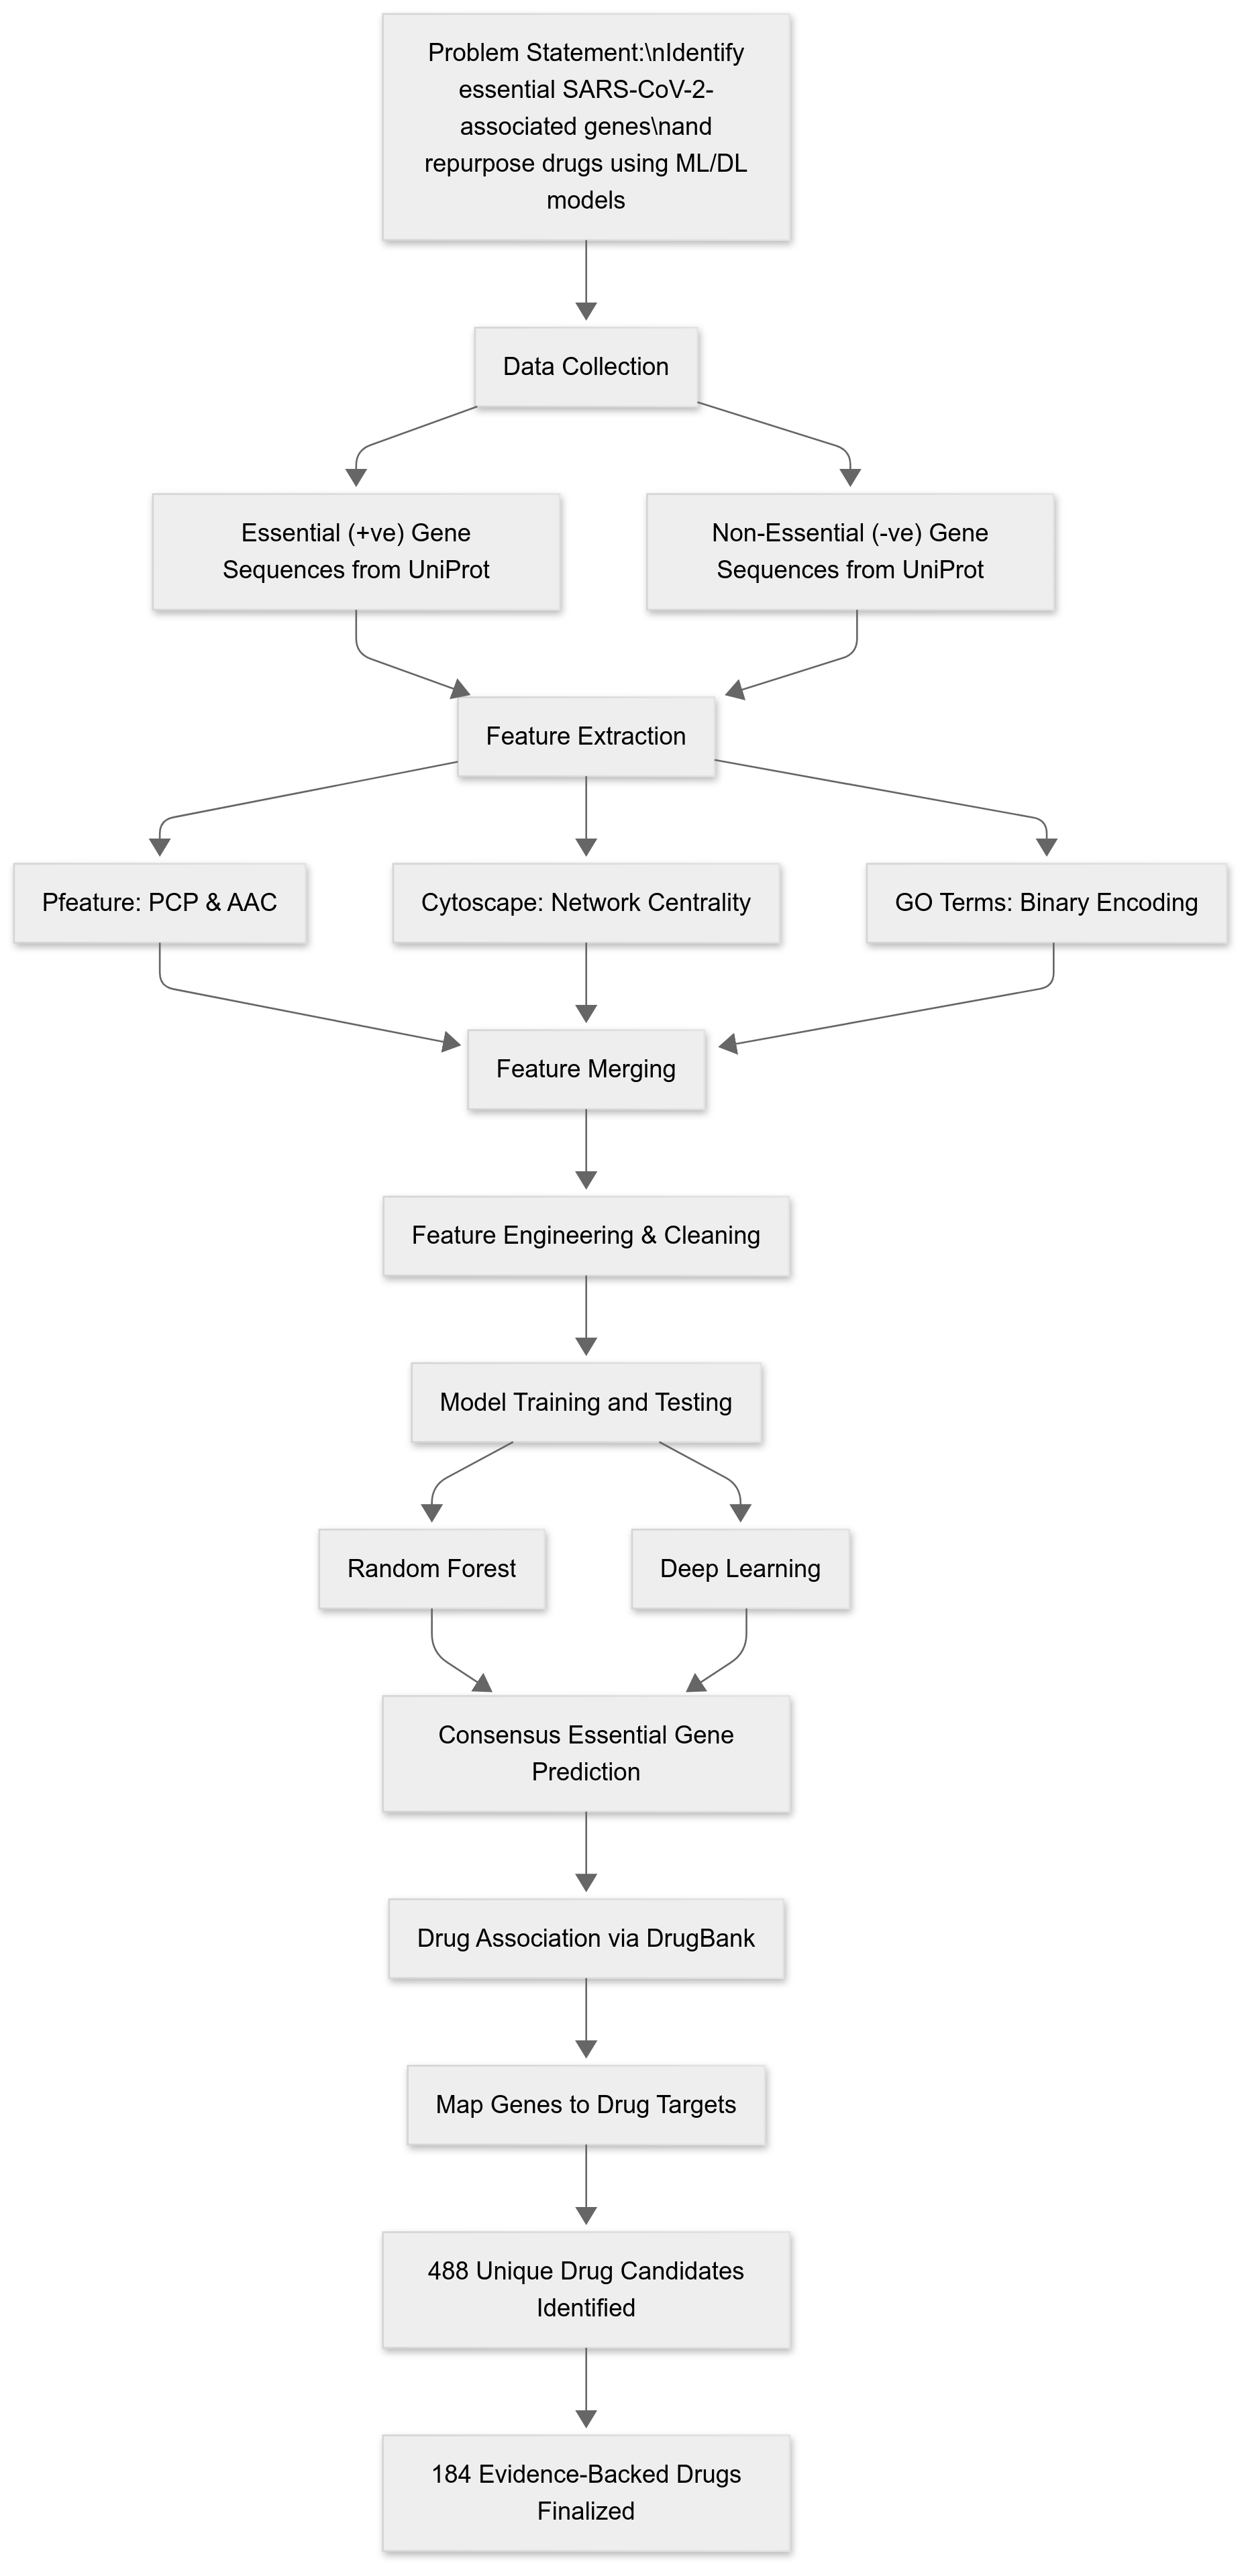 Problem Statement:\nIdentify
essential SARS-CoV-2-
associated genes\nand
repurpose drugs using ML/DL
models
Data Collection
Essential (+ve) Gene
Sequences from UniProt
Non-Essential (-ve) Gene
Sequences from UniProt
Feature Extraction
Pfeature: PCP & AAC
Cytoscape: Network Centrality
GO Terms: Binary Encoding
Feature Merging
Feature Engineering & Cleaning
Model Training and Testing
Random Forest
Deep Learning
Consensus Essential Gene
Prediction
Drug Association via DrugBank
Map Genes to Drug Targets
488 Unique Drug Candidates
Identified
184 Evidence-Backed Drugs
Finalized